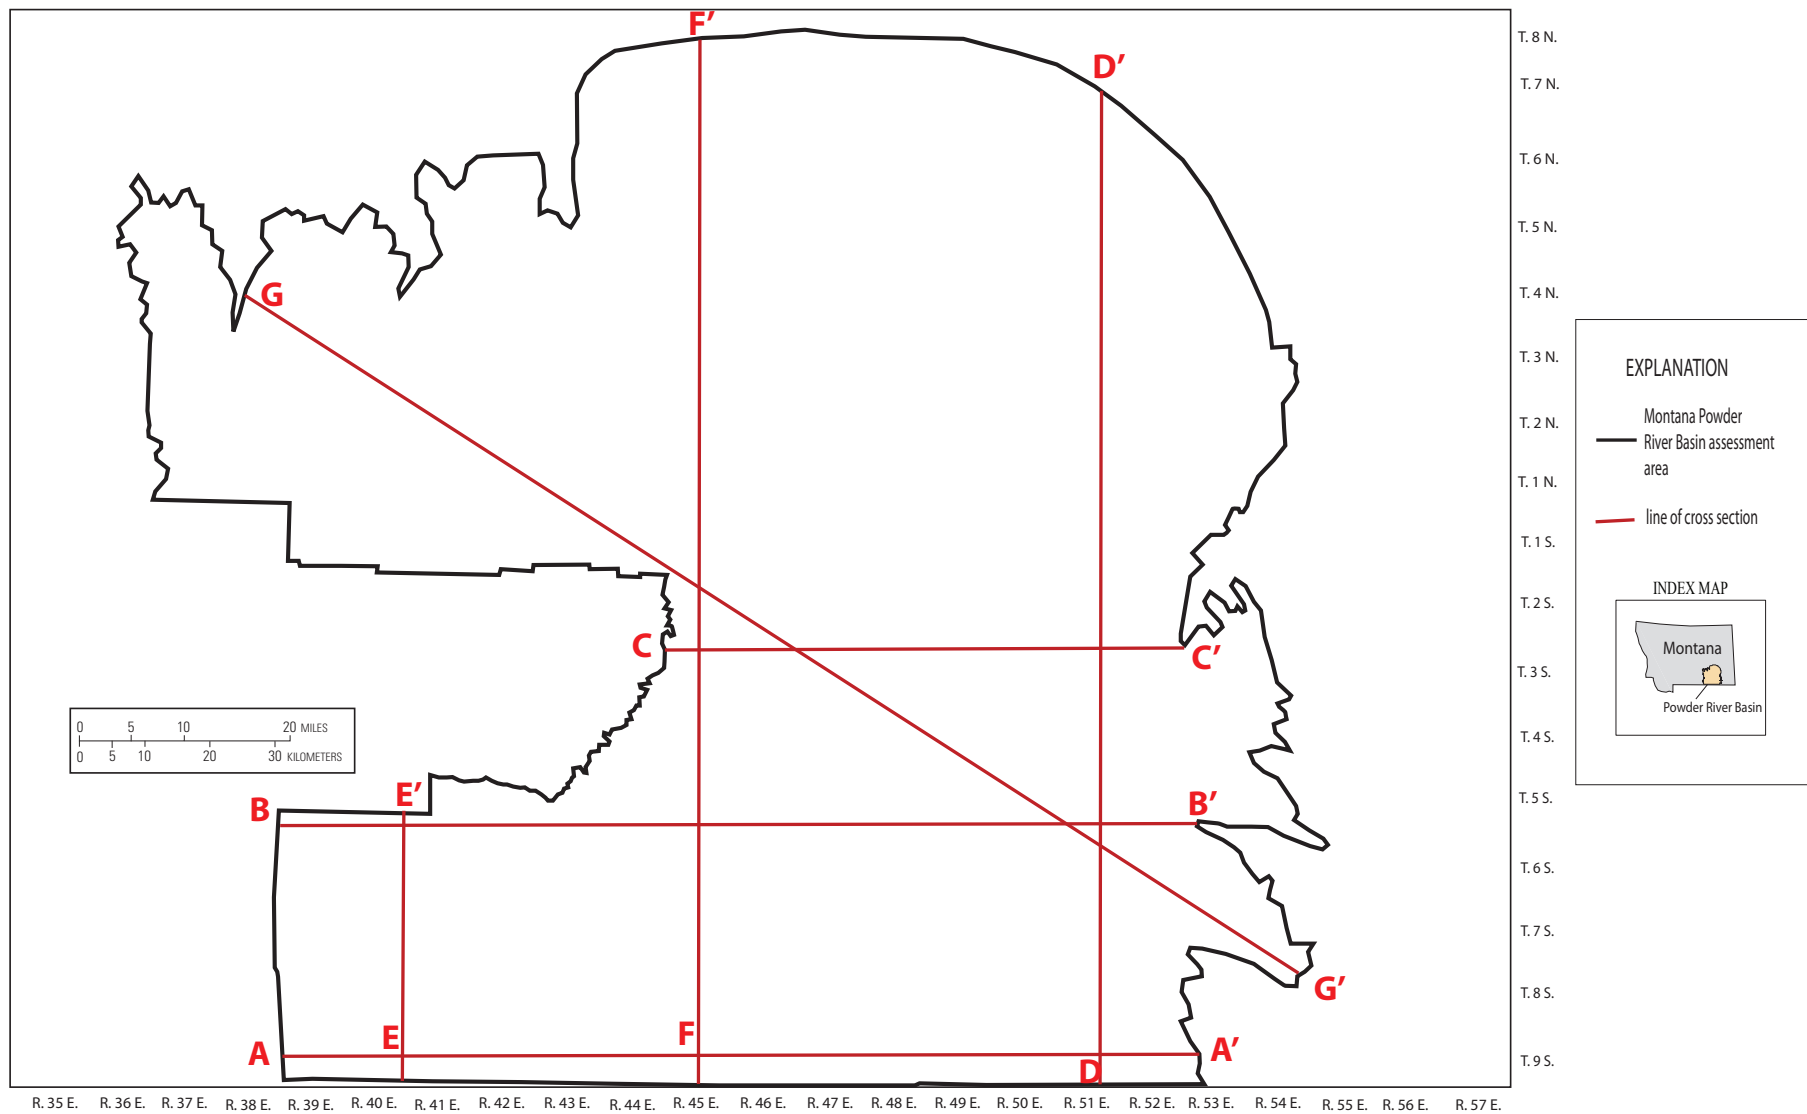 F′
D′
G
C
C′
B
E′
B′
G′
E
F
A
A′
D
T. 8 N.
T. 7 N.
T. 6 N.
T. 5 N.
T. 4 N.
T. 3 N.
T. 2 N.
T. 1 N.
T. 1 S.
T. 2 S.
T. 3 S.
T. 4 S.
T. 5 S.
T. 6 S.
T. 7 S.
T. 8 S.
T. 9 S.
R. 35 E. R. 36 E. R. 37 E. R. 38 E. R. 39 E. R. 40 E. R. 41 E. R. 42 E. R. 43 E. R. 44 E. R. 45 E. R. 46 E. R. 47 E. R. 48 E. R. 49 E. R. 50 E. R. 51 E. R. 52 E. R. 53 E. R. 54 E. R. 55 E. R. 56 E. R. 57 E.
0 5 10 20 MILES
0 5 10 20 30 KILOMETERS
EXPLANATION
Montana Powder
River Basin assessment
area
line of cross section
INDEX MAP
Montana
Powder River Basin